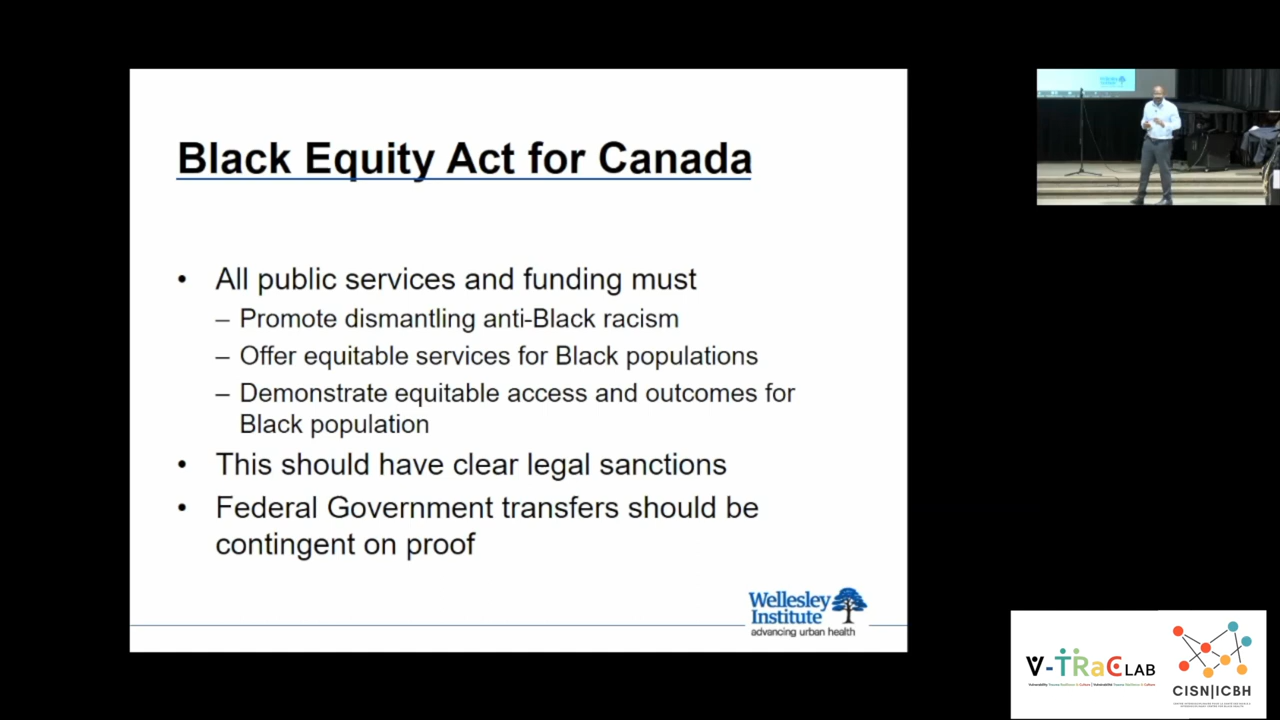 Black Equity Act for Canada
• All public services and funding must
– Promote dismantling anti-Black racism
– Offer equitable services for Black populations
– Demonstrate equitable access and outcomes for
Black population
• This should have clear legal sanctions
• Federal Government transfers should be
contingent on proof
Wellesley
Institute
advancing urban health
V-TRaC LAB
CISN|ICBH